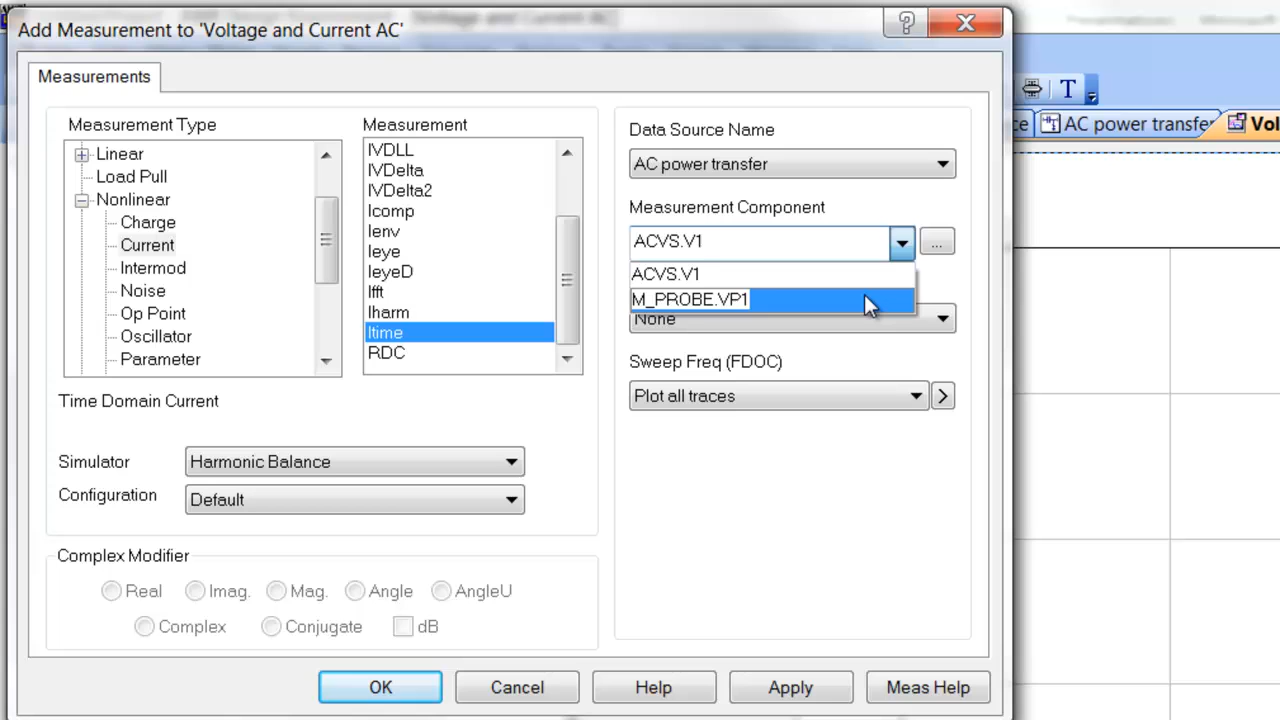 Add Measurement to 'Voltage and Current AC'
?
X
Measurements
Measurement Type
Linear
Load Pull
Nonlinear
Charge
Current
Intermod
Noise
Op Point
Oscillator
Parameter
Measurement
IVDLL
IVDelta
IVDelta2
Icomp
Ienv
Ieye
IeyeD
Ifft
Iharm
Itime
RDC
Time Domain Current
Simulator
Harmonic Balance
Configuration
Default
Complex Modifier
Real
Imag.
Mag.
Angle
AngleU
Complex
Conjugate
dB
Data Source Name
AC power transfer
Measurement Component
ACVS.V1
...
ACVS.V1
M_PROBE.VP1
None
Sweep Freq (FDOC)
Plot all traces
>
OK
Cancel
Help
Apply
Meas Help
T
ce
AC power transfer
Vol